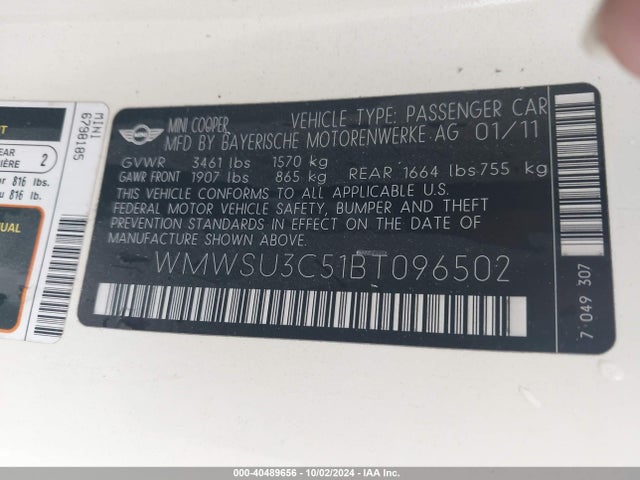 MINI COOPER VEHICLE TYPE: PASSENGER CAR
MFD BY BAYERISCHE MOTORENWERKE AG 01/11
GVWR 3461 lbs 1570 kg
GAWR FRONT 1907 lbs 865 kg REAR 1664 lbs 755 kg
THIS VEHICLE CONFORMS TO ALL APPLICABLE U.S.
FEDERAL MOTOR VEHICLE SAFETY, BUMPER AND THEFT
PREVENTION STANDARDS IN EFFECT ON THE DATE OF
MANUFACTURE SHOWN ABOVE.
WMWSU3C51BT096502
7 049 307
MINI
6798185
2
816 lbs.
816 lb.
000-40489656 - 10/02/2024 - IAA Inc.